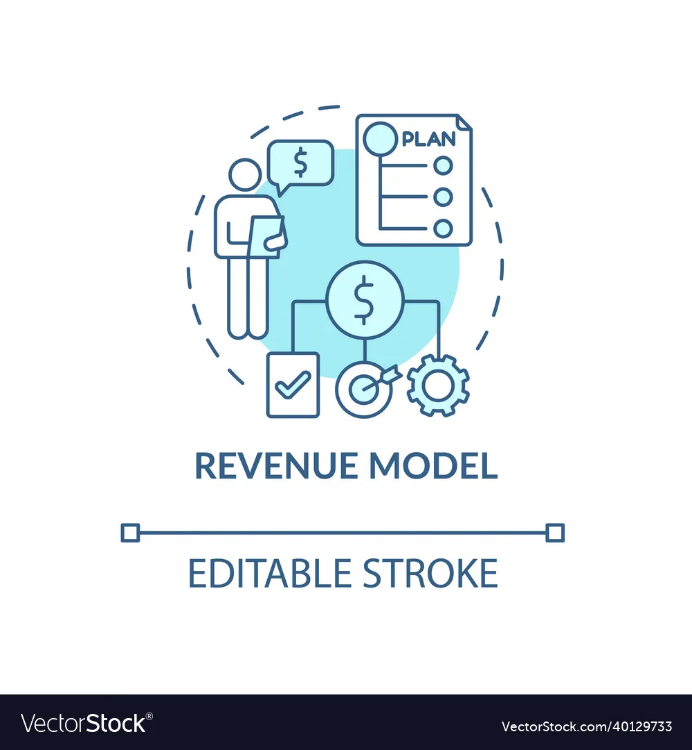 $
PLAN
$
REVENUE MODEL
EDITABLE STROKE
VectorStock®
VectorStock.com/40129733